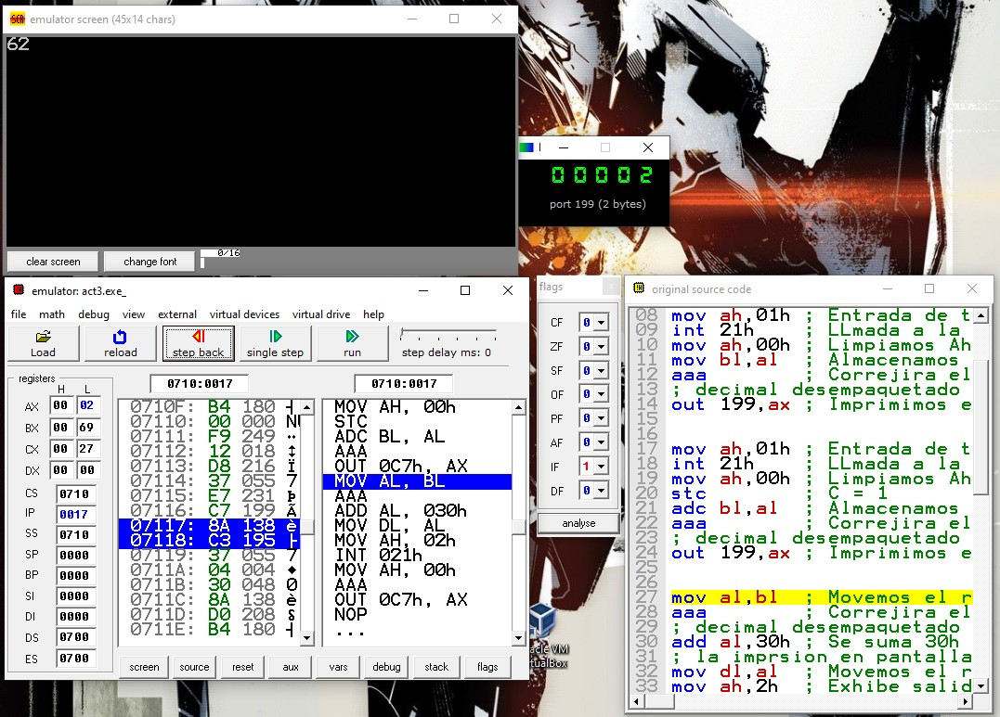 emulator screen (45x14 chars)
62
clear screen
change font
0/16
00002
port 199 (2 bytes)
emulator: act3.exe_
file math debug view external virtual devices virtual drive help
Load
reload
step back
single step
run
step delay ms: 0
registers
H L
AX 00 02
BX 00 69
CX 00 27
DX 00 00
CS 0710
IP 0017
SS 0710
SP 0000
BP 0000
SI 0000
DI 0000
DS 0700
ES 0700
0710:0017
0710F: B4 180 ┤
07110: 00 000 NU
07111: F9 249 ¨
07112: 12 018 ↕
07113: D8 216 Ï
07114: 37 055 7
07115: E7 231 Þ
07116: C7 199 Ã
07117: 8A 138 è
07118: C3 195 ├
07119: 37 055 7
0711A: 04 004 ♦
0711B: 30 048 0
0711C: 8A 138 è
0711D: D0 208 š
0711E: B4 180 ┤
0710:0017
MOV AH, 00h
STC
ADC BL, AL
AAA
OUT 0C7h, AX
MOV AL, BL
AAA
ADD AL, 030h
MOV DL, AL
MOV AH, 02h
INT 021h
MOV AH, 00h
AAA
OUT 0C7h, AX
NOP
...
screen source reset aux vars debug stack flags
flags
CF 0
ZF 0
SF 0
OF 0
PF 0
AF 0
IF 1
DF 0
analyse
original source code
08 mov ah,01h ; Entrada de t
09 int 21h ; LLmada a la
10 mov ah,00h ; Limpiamos Ah
11 mov bl,al ; Almacenamos
12 aaa ; Correjira el
13 ; decimal desempaquetado
14 out 199,ax ; Imprimimos e
15
16
17 mov ah,01h ; Entrada de t
18 int 21h ; LLmada a la
19 mov ah,00h ; Limpiamos Ah
20 stc ; C = 1
21 adc bl,al ; Almacenamos
22 aaa ; Correjira el
23 ; decimal desempaquetado
24 out 199,ax ; Imprimimos e
25
26
27 mov al,bl ; Movemos el r
28 aaa ; Correjira el
29 ; decimal desempaquetado
30 add al,30h ; Se suma 30h
31 ; la imprsion en pantalla
32 mov dl,al ; Movemos el r
33 mov ah,2h ; Exhibe salid
acle VM
tualBox